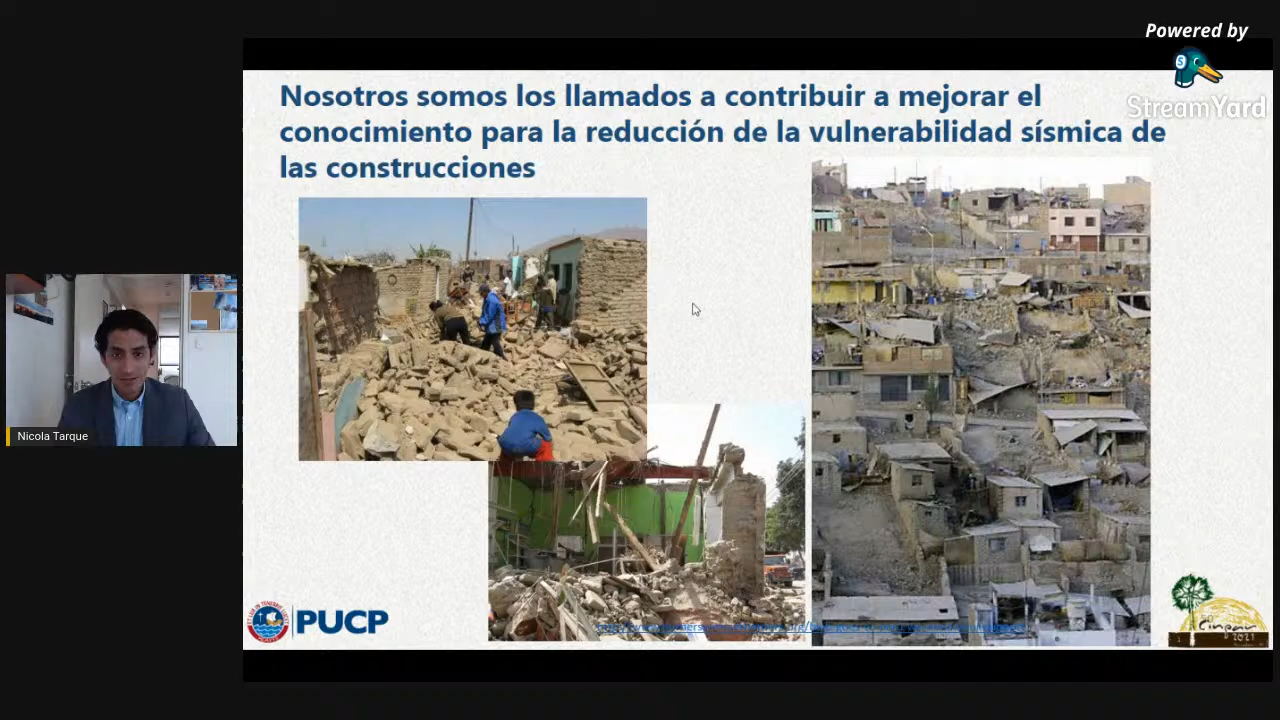 Powered by
StreamYard
Nosotros somos los llamados a contribuir a mejorar el
conocimiento para la reducción de la vulnerabilidad sísmica de
las construcciones
Nicola Tarque
PUCP
2021